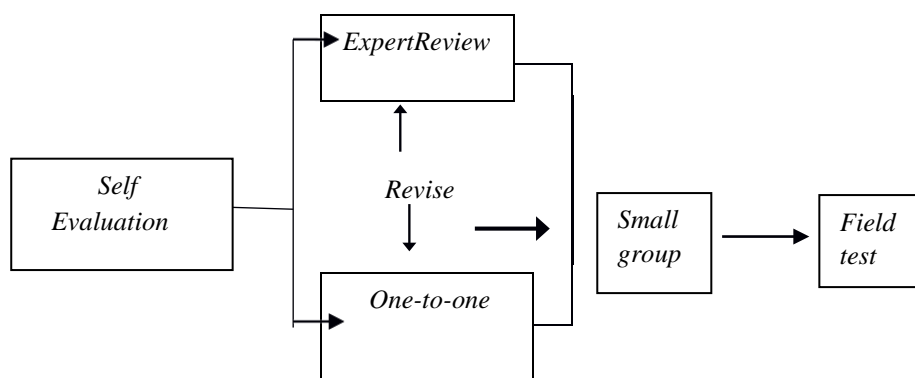 ExpertReview
Self
Evaluation
Revise
One-to-one
Small
group
Field
test